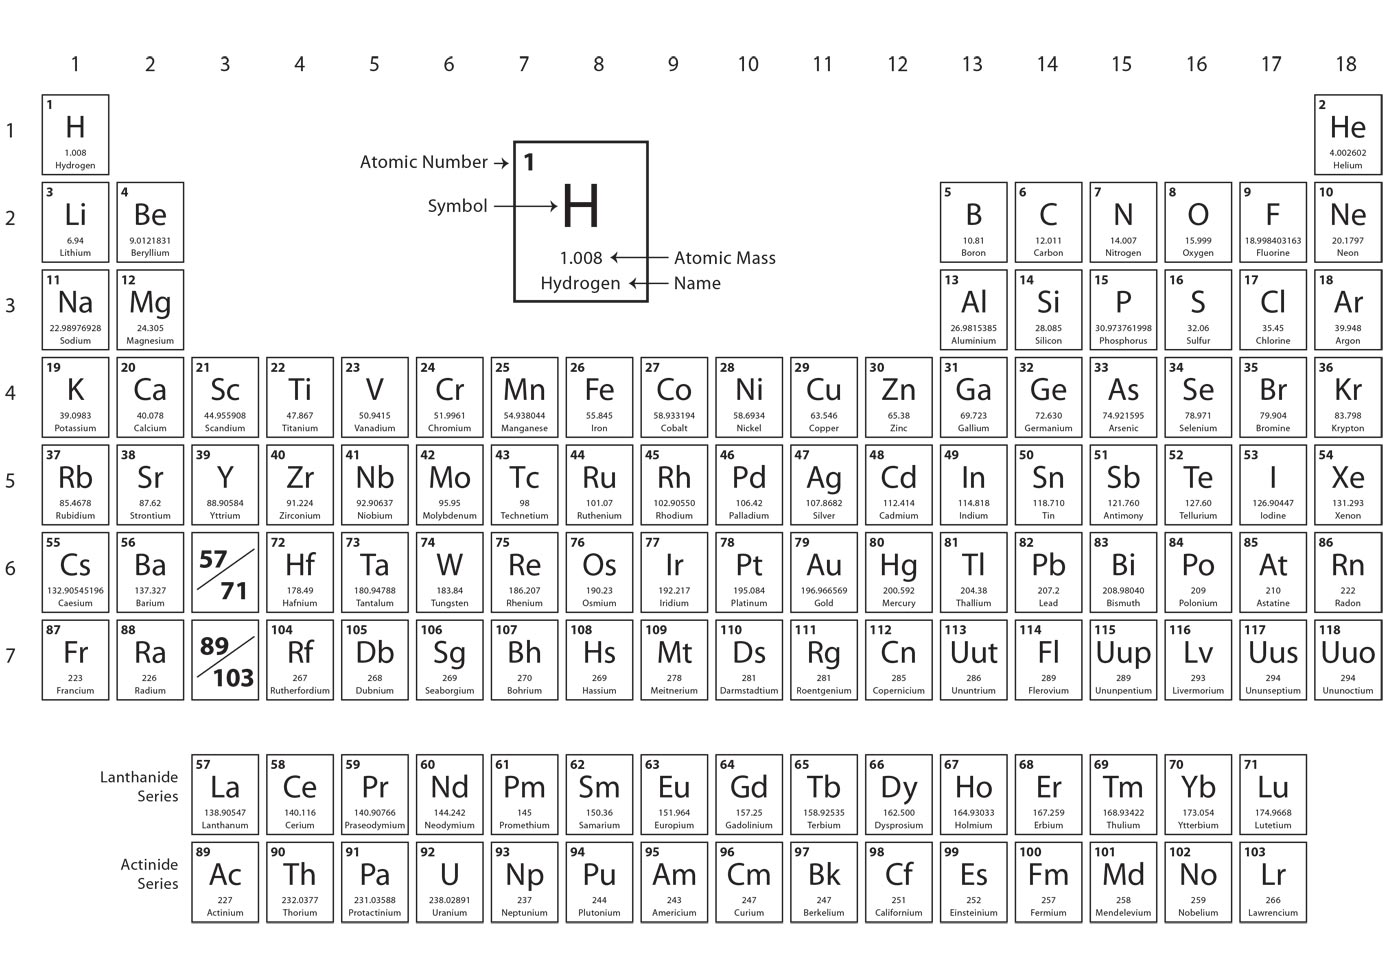 1 2 3 4 5 6 7 8 9 10 11 12 13 14 15 16 17 18
1
1 2
H He
1.008 4.002602
Hydrogen Helium
Atomic Number 1
Symbol H
1.008 Atomic Mass
Hydrogen Name
2
3 4 5 6 7 8 9 10
Li Be B C N O F Ne
6.94 9.0121831 10.81 12.011 14.007 15.999 18.998403163 20.1797
Lithium Beryllium Boron Carbon Nitrogen Oxygen Fluorine Neon
3
11 12 13 14 15 16 17 18
Na Mg Al Si P S Cl Ar
22.98976928 24.305 26.9815385 28.085 30.973761998 32.06 35.45 39.948
Sodium Magnesium Aluminium Silicon Phosphorus Sulfur Chlorine Argon
4
19 20 21 22 23 24 25 26 27 28 29 30 31 32 33 34 35 36
K Ca Sc Ti V Cr Mn Fe Co Ni Cu Zn Ga Ge As Se Br Kr
39.0983 40.078 44.955908 47.867 50.9415 51.9961 54.938044 55.845 58.933194 58.6934 63.546 65.38 69.723 72.630 74.921595 78.971 79.904 83.798
Potassium Calcium Scandium Titanium Vanadium Chromium Manganese Iron Cobalt Nickel Copper Zinc Gallium Germanium Arsenic Selenium Bromine Krypton
5
37 38 39 40 41 42 43 44 45 46 47 48 49 50 51 52 53 54
Rb Sr Y Zr Nb Mo Tc Ru Rh Pd Ag Cd In Sn Sb Te I Xe
85.4678 87.62 88.90584 91.224 92.90637 95.95 98 101.07 102.90550 106.42 107.8682 112.414 114.818 118.710 121.760 127.60 126.90447 131.293
Rubidium Strontium Yttrium Zirconium Niobium Molybdenum Technetium Ruthenium Rhodium Palladium Silver Cadmium Indium Tin Antimony Tellurium Iodine Xenon
6
55 56 57/71 72 73 74 75 76 77 78 79 80 81 82 83 84 85 86
Cs Ba Hf Ta W Re Os Ir Pt Au Hg Tl Pb Bi Po At Rn
132.90545196 137.327 178.49 180.94788 183.84 186.207 190.23 192.217 195.084 196.966569 200.592 204.38 207.2 208.98040 209 210 222
Caesium Barium Hafnium Tantalum Tungsten Rhenium Osmium Iridium Platinum Gold Mercury Thallium Lead Bismuth Polonium Astatine Radon
7
87 88 89/103 104 105 106 107 108 109 110 111 112 113 114 115 116 117 118
Fr Ra Rf Db Sg Bh Hs Mt Ds Rg Cn Uut Fl Uup Lv Uus Uuo
223 226 267 268 269 270 269 278 281 281 285 286 289 289 293 294 294
Francium Radium Rutherfordium Dubnium Seaborgium Bohrium Hassium Meitnerium Darmstadtium Roentgenium Copernicium Ununtrium Flerovium Ununpentium Livermorium Ununseptium Ununoctium
Lanthanide
Series
57 58 59 60 61 62 63 64 65 66 67 68 69 70 71
La Ce Pr Nd Pm Sm Eu Gd Tb Dy Ho Er Tm Yb Lu
138.90547 140.116 140.90766 144.242 145 150.36 151.964 157.25 158.92535 162.500 164.93033 167.259 168.93422 173.054 174.9668
Lanthanum Cerium Praseodymium Neodymium Promethium Samarium Europium Gadolinium Terbium Dysprosium Holmium Erbium Thulium Ytterbium Lutetium
Actinide
Series
89 90 91 92 93 94 95 96 97 98 99 100 101 102 103
Ac Th Pa U Np Pu Am Cm Bk Cf Es Fm Md No Lr
227 232.0377 231.03588 238.02891 237 244 243 247 247 251 252 257 258 259 266
Actinium Thorium Protactinium Uranium Neptunium Plutonium Americium Curium Berkelium Californium Einsteinium Fermium Mendelevium Nobelium Lawrencium